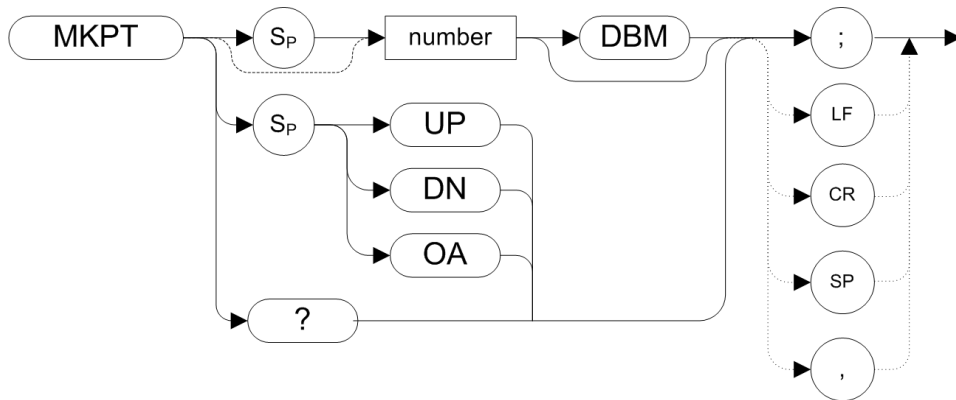 MKPT SP number DBM ;
SP UP LF
DN CR
OA SP
?
,